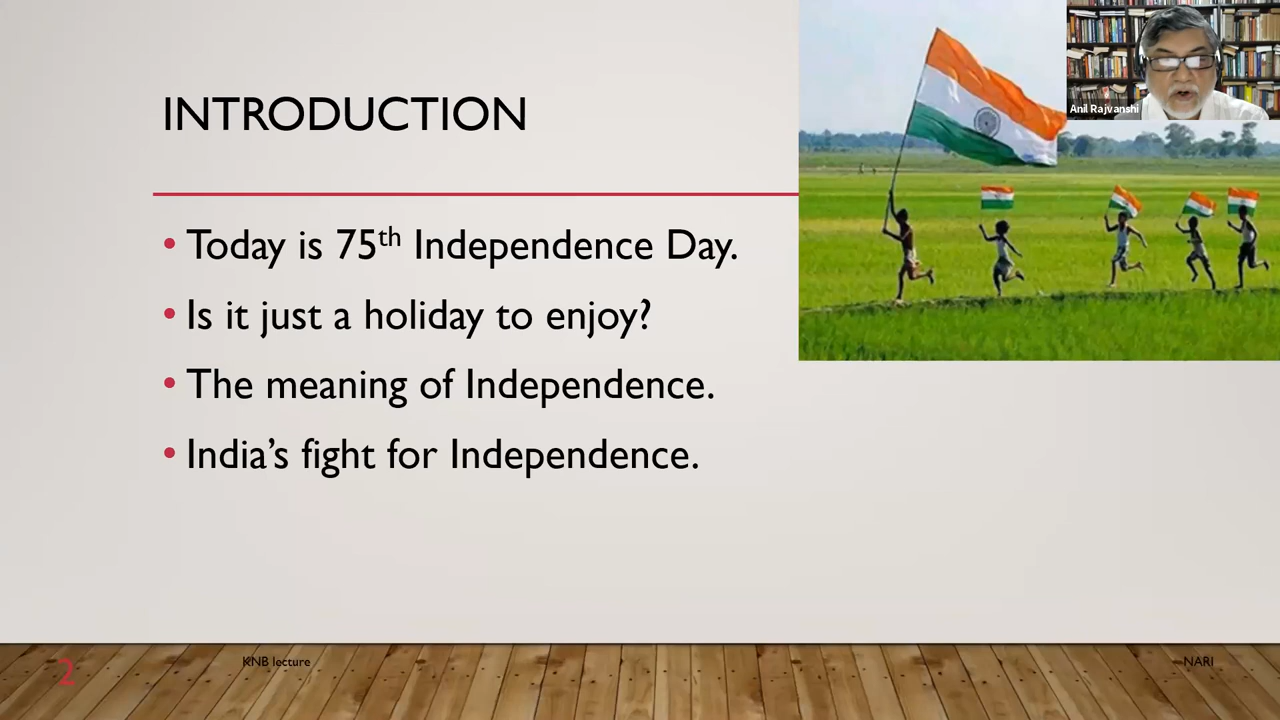 INTRODUCTION
Anil Rajvanshi
• Today is 75th Independence Day.
• Is it just a holiday to enjoy?
• The meaning of Independence.
• India’s fight for Independence.
2
KNB lecture
NARI